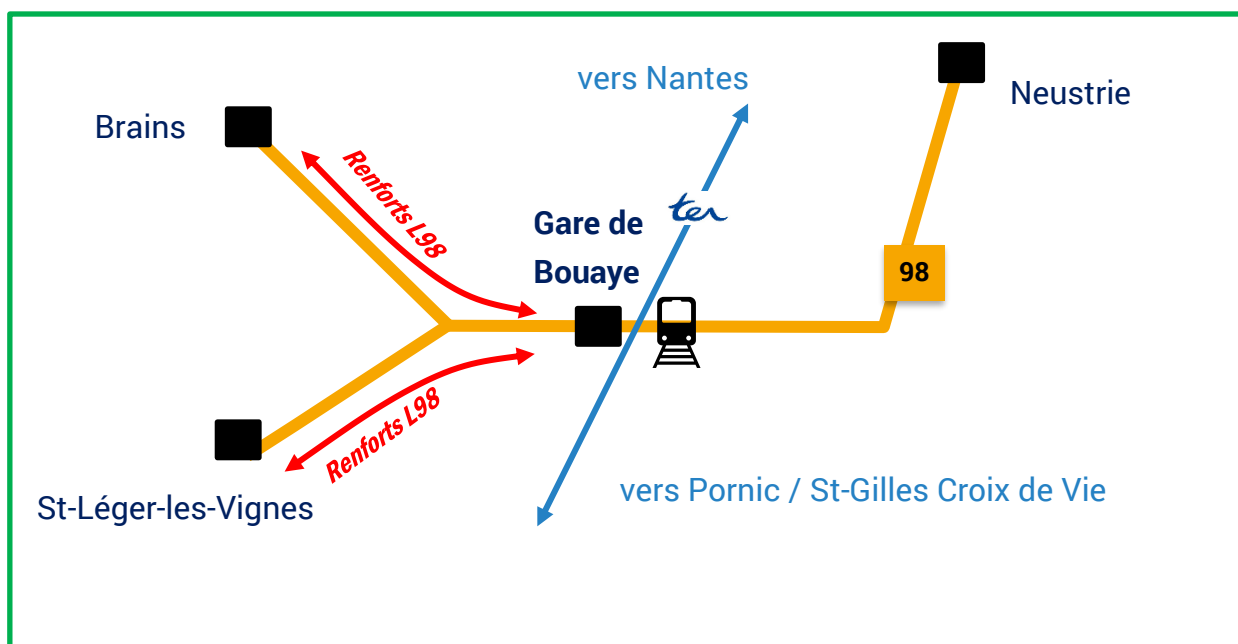 vers Nantes
Neustrie
Brains
Renforts L98
ter
Gare de
Bouaye
98
Renforts L98
vers Pornic / St-Gilles Croix de Vie
St-Léger-les-Vignes